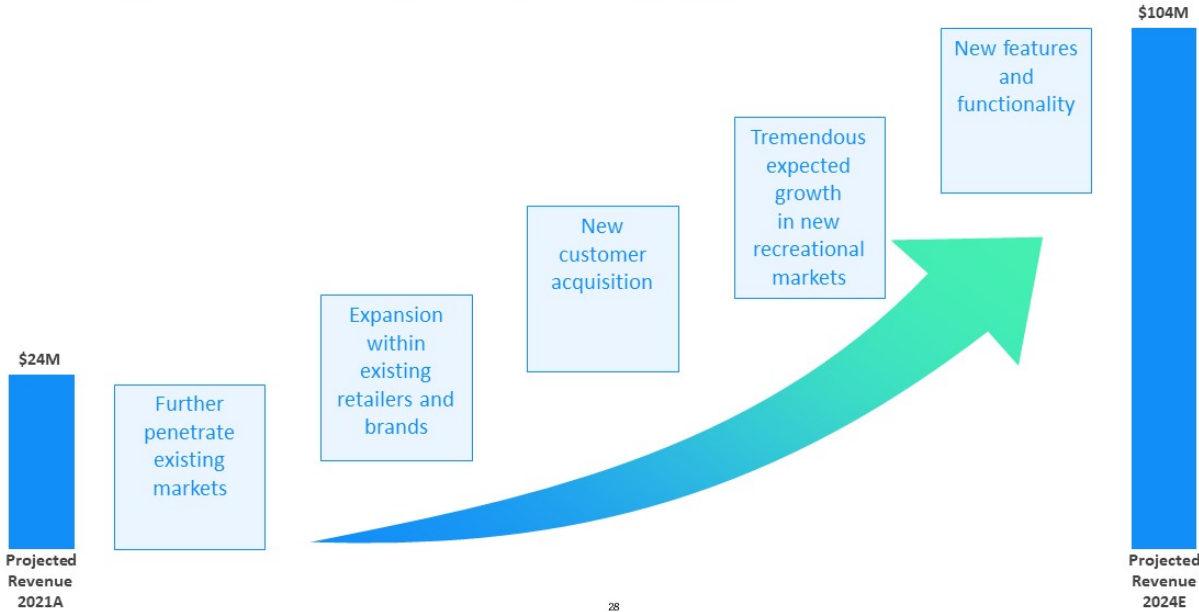 $24M
Projected
Revenue
2021A
Further
penetrate
existing
markets
Expansion
within
existing
retailers and
brands
New
customer
acquisition
Tremendous
expected
growth
in new
recreational
markets
New features
and
functionality
$104M
Projected
Revenue
2024E
28